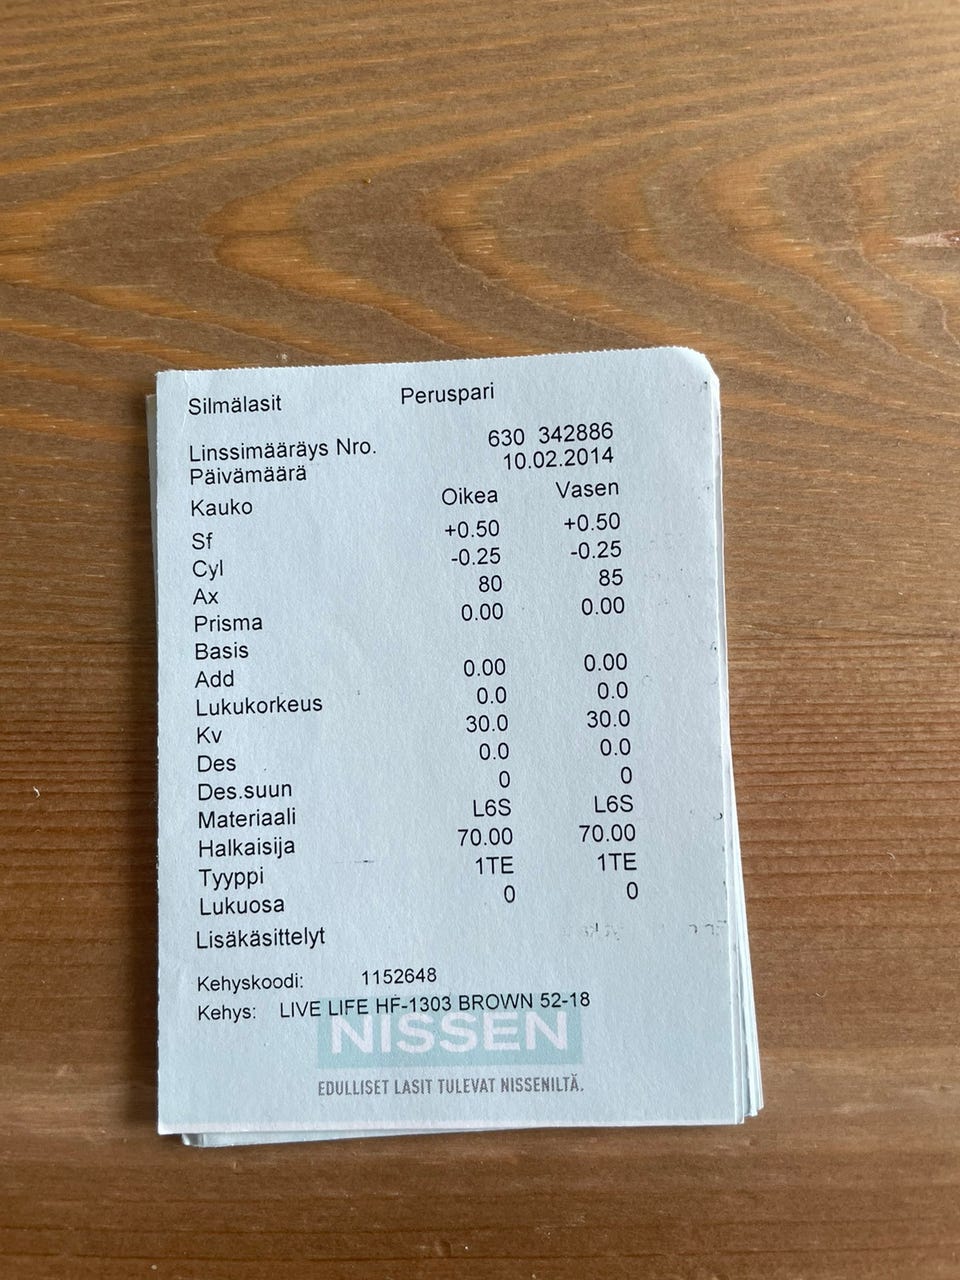 Silmälasit Peruspari
Linssimääräys Nro. 630 342886
Päivämäärä 10.02.2014
Kauko Oikea Vasen
Sf +0.50 +0.50
Cyl -0.25 -0.25
Ax 80 85
Prisma 0.00 0.00
Basis
Add 0.00 0.00
Lukukorkeus 0.0 0.0
Kv 30.0 30.0
Des 0.0 0.0
Des.suun 0 0
Materiaali L6S L6S
Halkaisija 70.00 70.00
Tyyppi 1TE 1TE
Lukuosa 0 0
Lisäkäsittelyt
Kehyskoodi: 1152648
Kehys: LIVE LIFE HF-1303 BROWN 52-18
NISSEN
EDULLISET LASIT TULEVAT NISSENILTÄ.